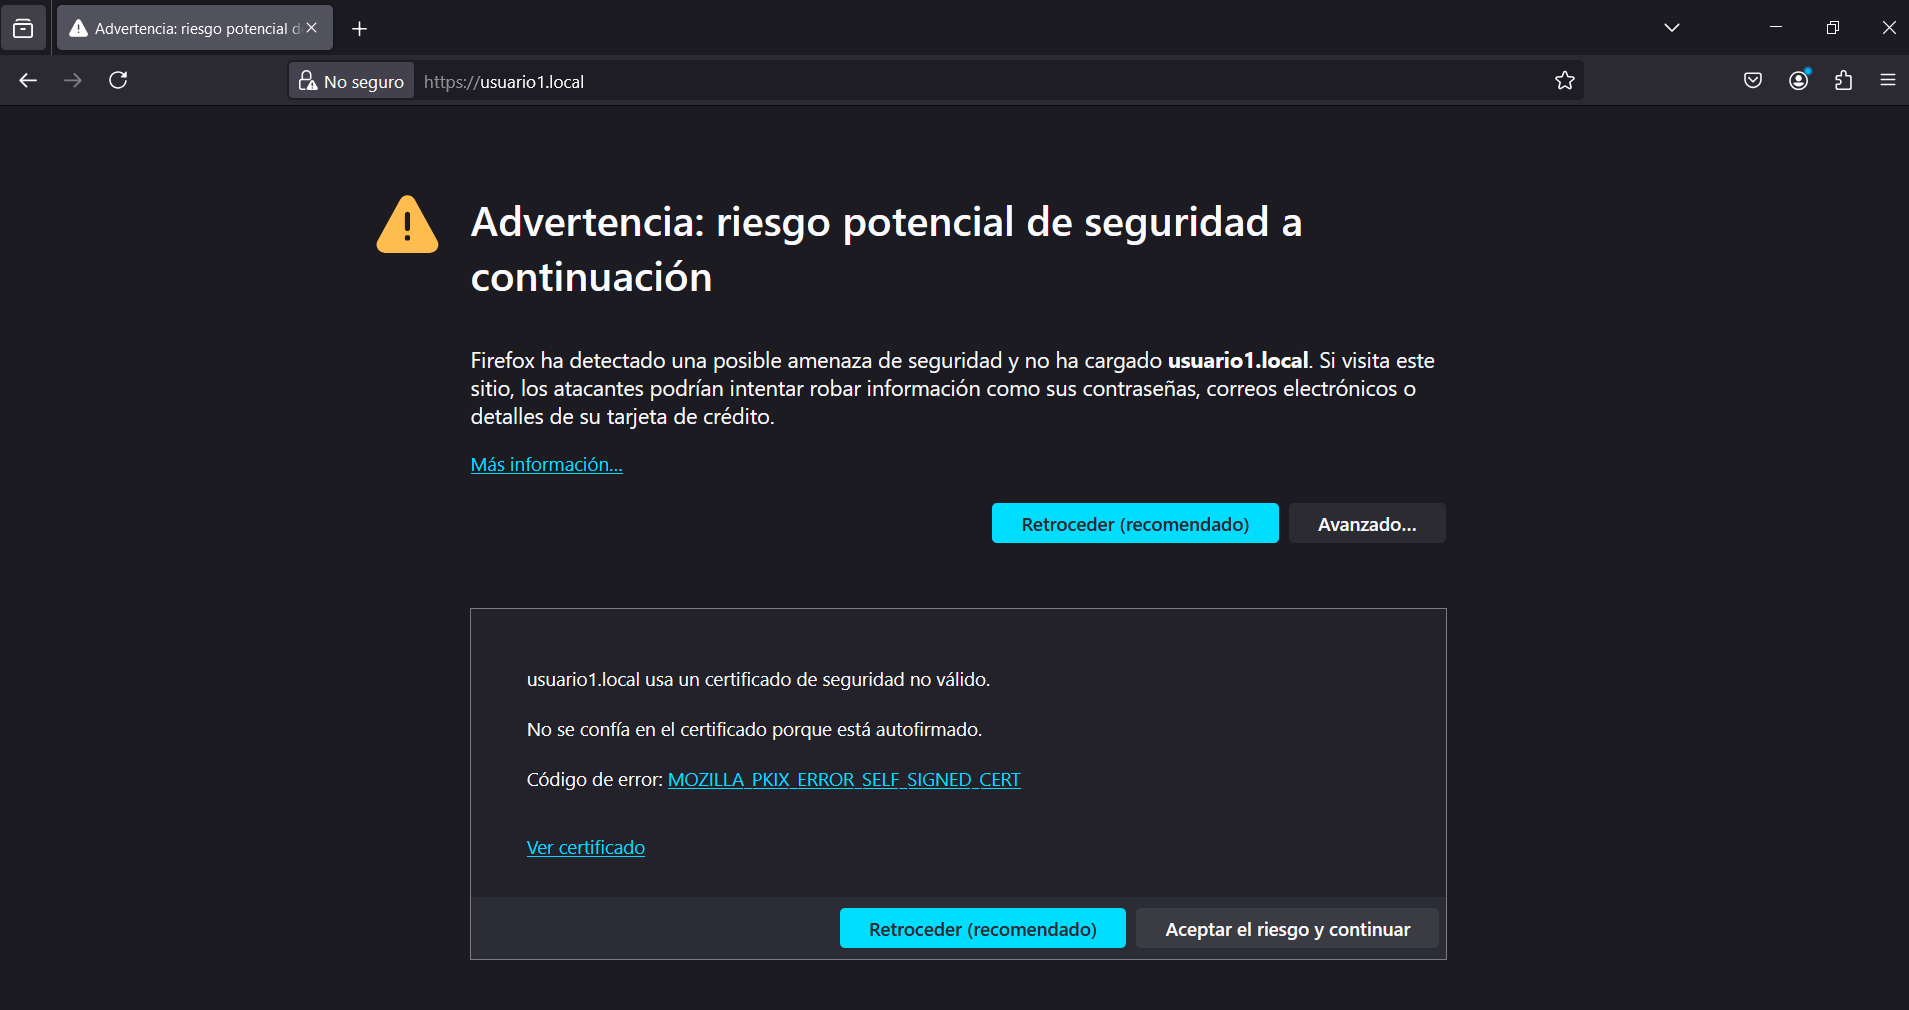 Advertencia: riesgo potencial d
No seguro
https://usuario1.local
Advertencia: riesgo potencial de seguridad a
continuación
Firefox ha detectado una posible amenaza de seguridad y no ha cargado usuario1.local. Si visita este
sitio, los atacantes podrían intentar robar información como sus contraseñas, correos electrónicos o
detalles de su tarjeta de crédito.
Más información...
Retroceder (recomendado)
Avanzado...
usuario1.local usa un certificado de seguridad no válido.
No se confía en el certificado porque está autofirmado.
Código de error: MOZILLA_PKIX_ERROR_SELF_SIGNED_CERT
Ver certificado
Retroceder (recomendado)
Aceptar el riesgo y continuar